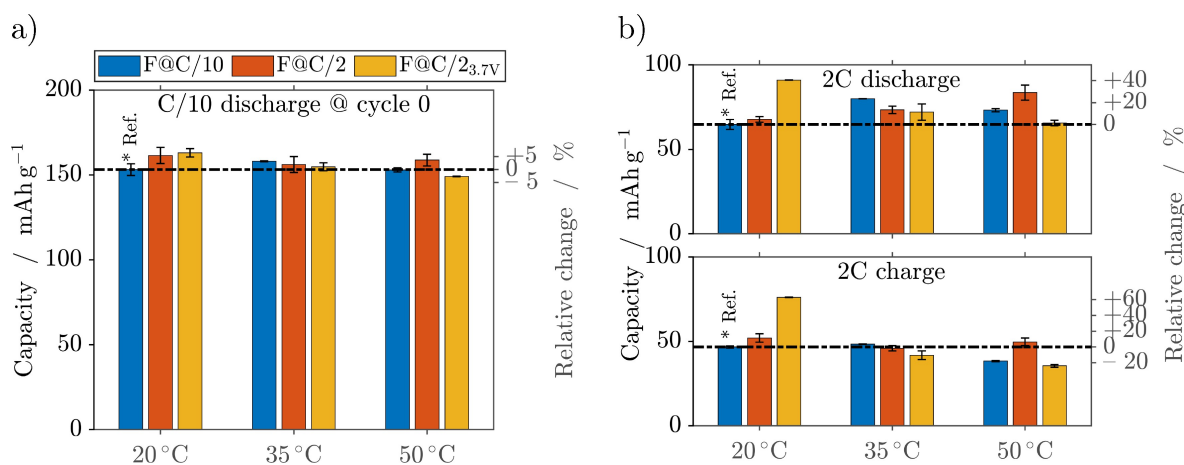 a)
F@C/10 F@C/2 F@C/2₃.₇V
C/10 discharge @ cycle 0
* Ref.
200
150
100
50
0
Capacity / mAh g⁻¹
+5
0
−5
Relative change / %
20 °C 35 °C 50 °C
b)
2C discharge
* Ref.
100
50
0
+40
+20
0
2C charge
* Ref.
100
50
0
+60
+40
+20
0
−20
Capacity / mAh g⁻¹
Relative change / %
20 °C 35 °C 50 °C